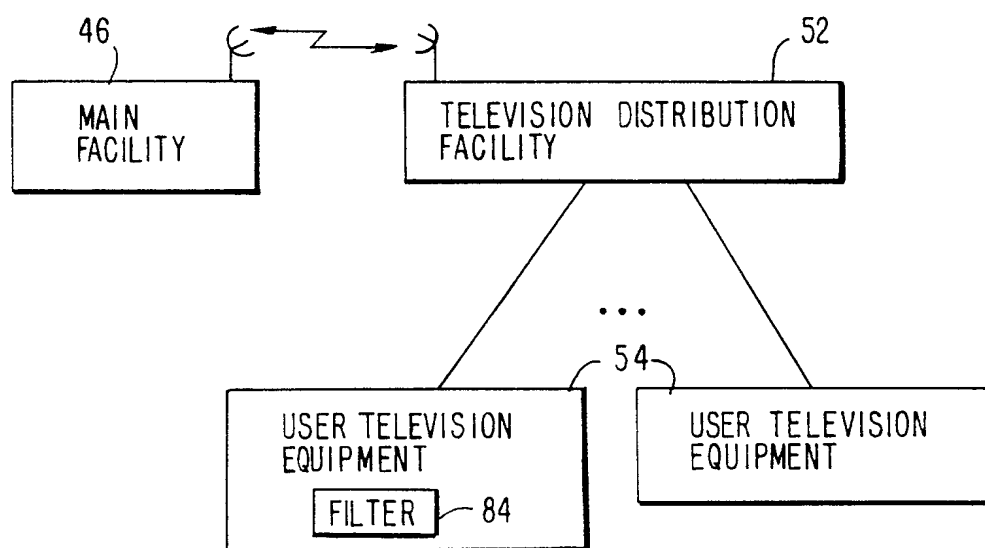 46
52
MAIN
FACILITY
TELEVISION DISTRIBUTION
FACILITY
54
USER TELEVISION
EQUIPMENT
FILTER
84
USER TELEVISION
EQUIPMENT